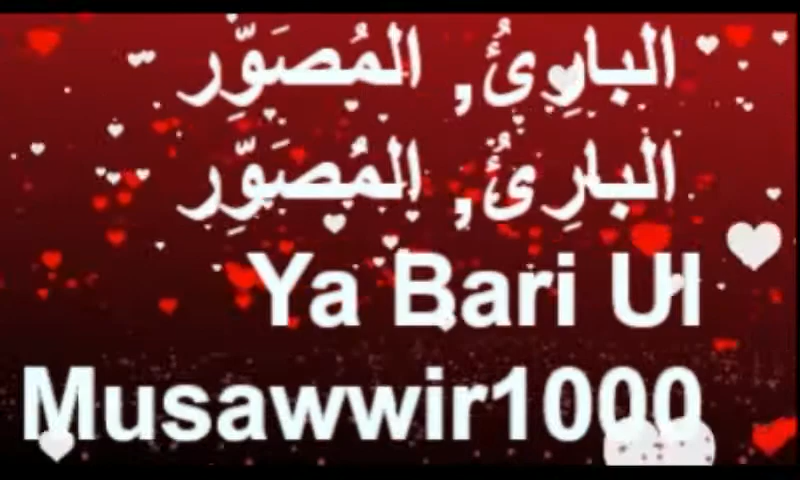 البارِئُ, المُصَوِّر
البارِئُ, المُصَوِّر
Ya Bari Ul
Musawwir1000